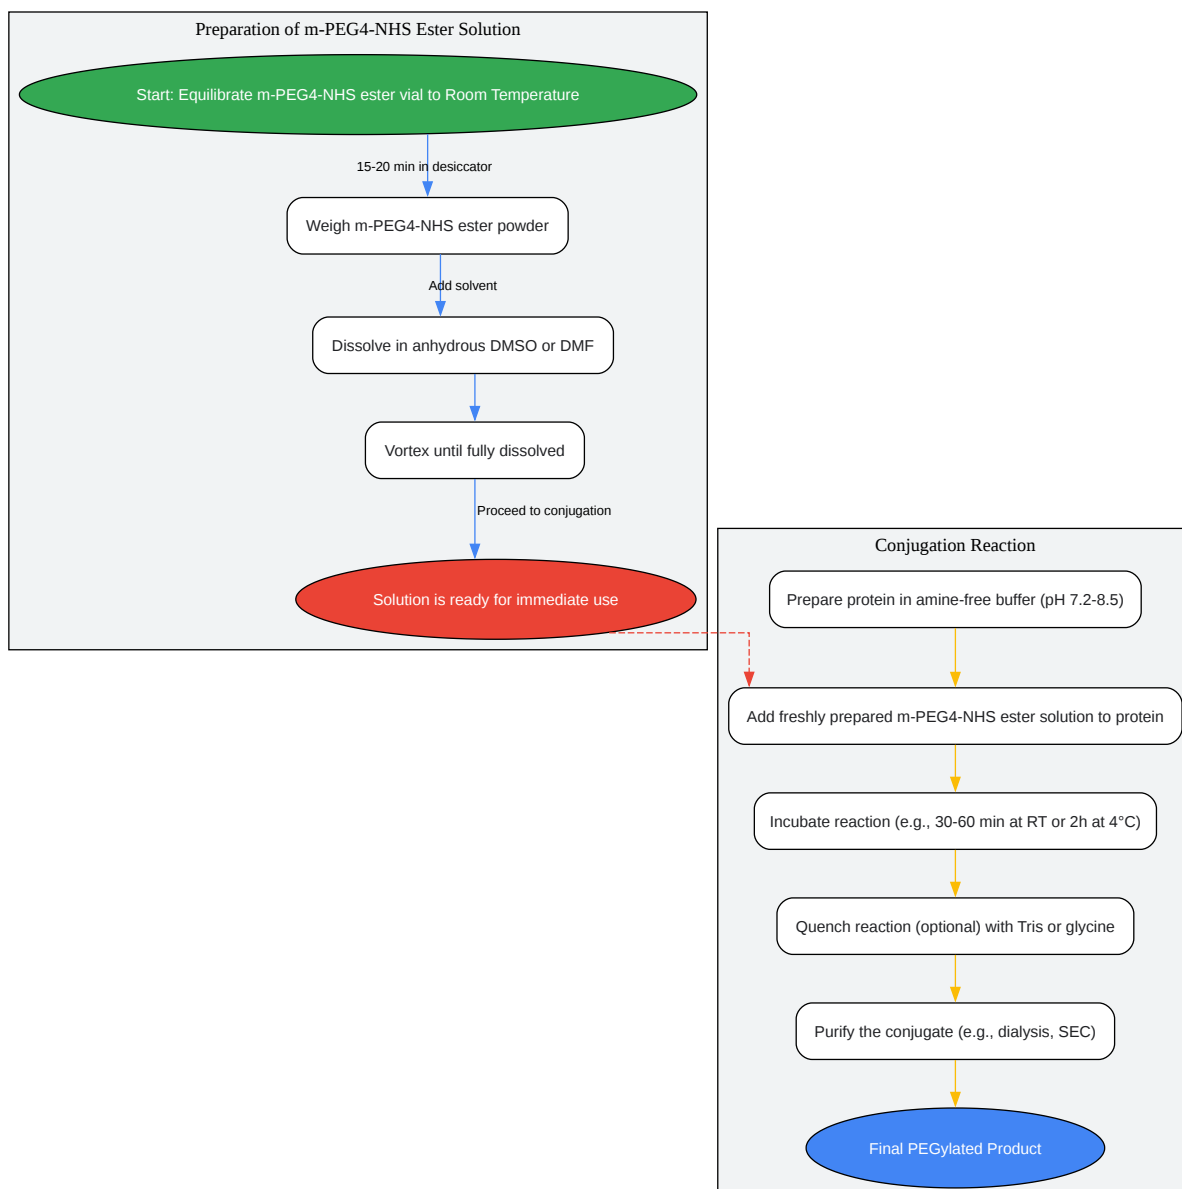 Preparation of m-PEG4-NHS Ester Solution
Start: Equilibrate m-PEG4-NHS ester vial to Room Temperature
15-20 min in desiccator
Weigh m-PEG4-NHS ester powder
Add solvent
Dissolve in anhydrous DMSO or DMF
Vortex until fully dissolved
Proceed to conjugation
Solution is ready for immediate use
Conjugation Reaction
Prepare protein in amine-free buffer (pH 7.2-8.5)
Add freshly prepared m-PEG4-NHS ester solution to protein
Incubate reaction (e.g., 30-60 min at RT or 2h at 4°C)
Quench reaction (optional) with Tris or glycine
Purify the conjugate (e.g., dialysis, SEC)
Final PEGylated Product